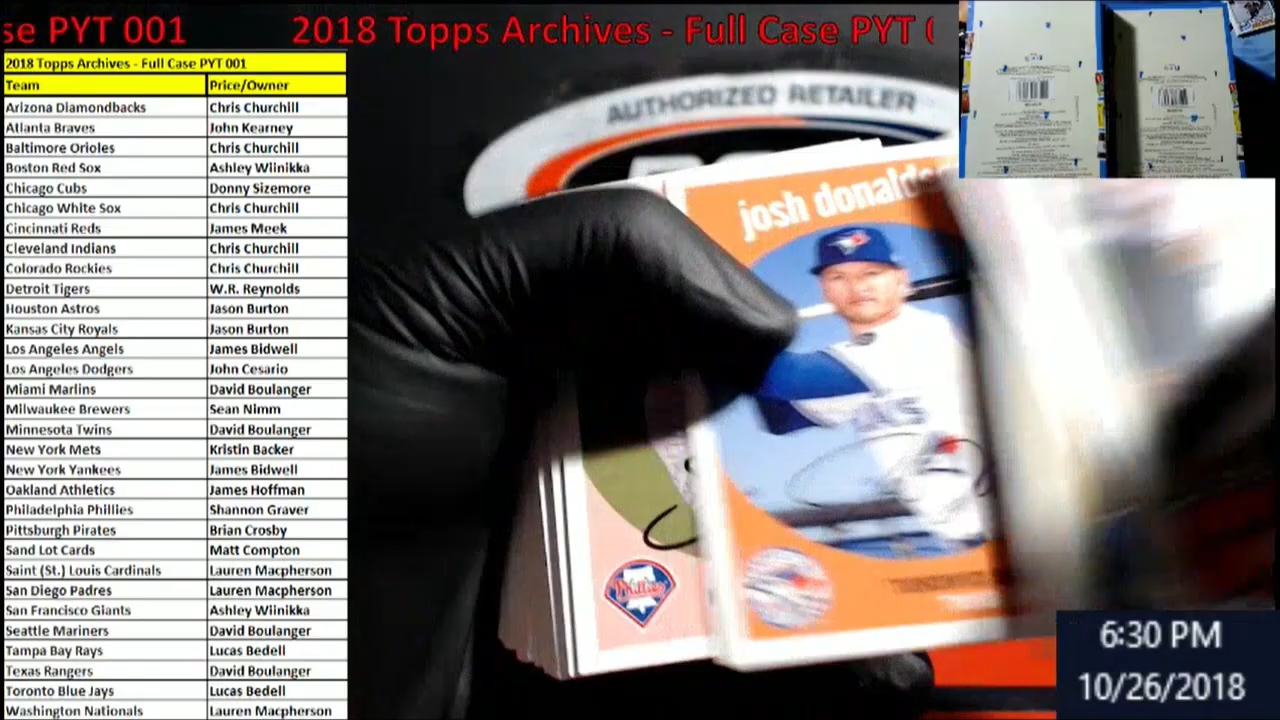 se PYT 001
2018 Topps Archives - Full Case PYT
2018 Topps Archives - Full Case PYT 001
Team Price/Owner
Arizona Diamondbacks Chris Churchill
Atlanta Braves John Kearney
Baltimore Orioles Chris Churchill
Boston Red Sox Ashley Wiinikka
Chicago Cubs Donny Sizemore
Chicago White Sox Chris Churchill
Cincinnati Reds James Meek
Cleveland Indians Chris Churchill
Colorado Rockies Chris Churchill
Detroit Tigers W.R. Reynolds
Houston Astros Jason Burton
Kansas City Royals Jason Burton
Los Angeles Angels James Bidwell
Los Angeles Dodgers John Cesario
Miami Marlins David Boulanger
Milwaukee Brewers Sean Nimm
Minnesota Twins David Boulanger
New York Mets Kristin Backer
New York Yankees James Bidwell
Oakland Athletics James Hoffman
Philadelphia Phillies Shannon Graver
Pittsburgh Pirates Brian Crosby
Sand Lot Cards Matt Compton
Saint (St.) Louis Cardinals Lauren Macpherson
San Diego Padres Lauren Macpherson
San Francisco Giants Ashley Wiinikka
Seattle Mariners David Boulanger
Tampa Bay Rays Lucas Bedell
Texas Rangers David Boulanger
Toronto Blue Jays Lucas Bedell
Washington Nationals Lauren Macpherson
AUTHORIZED RETAILER
josh donalds
Phillies
6:30 PM
10/26/2018